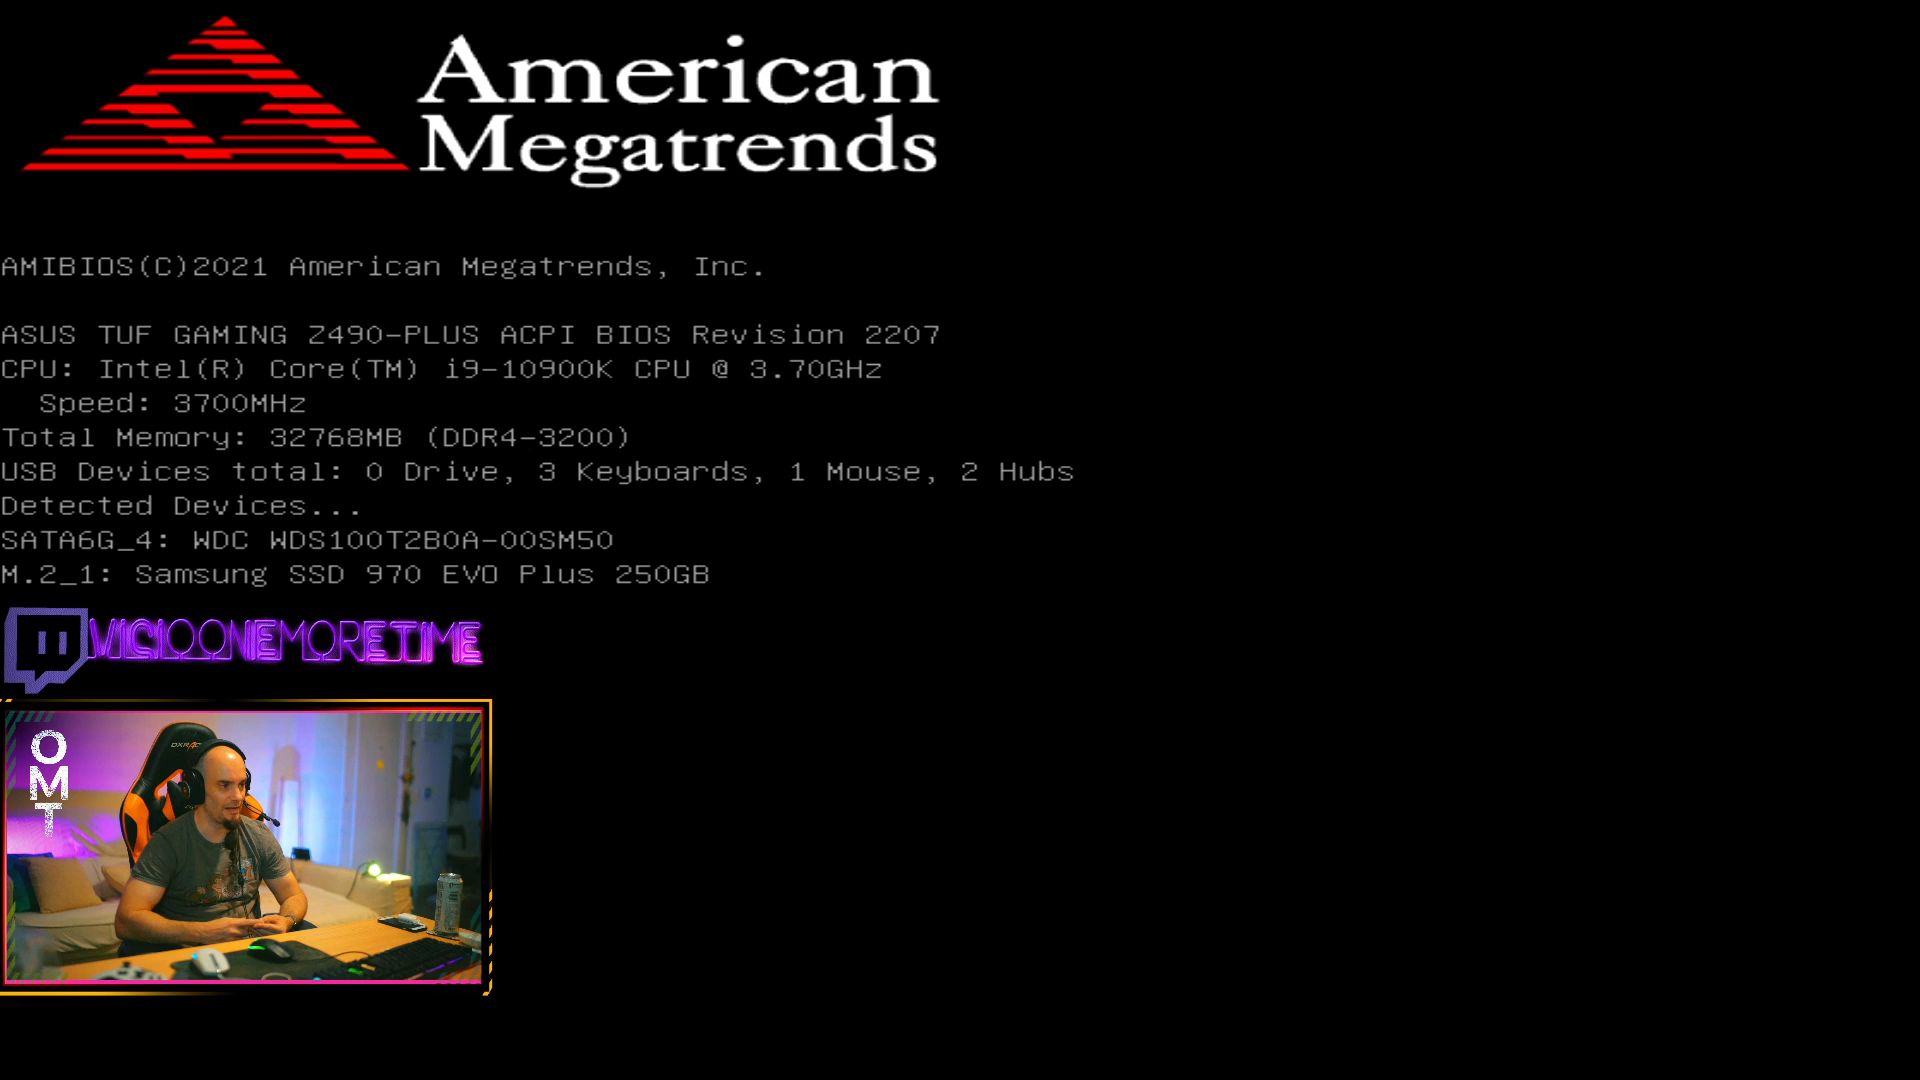 American
Megatrends
AMIBIOS(C)2021 American Megatrends, Inc.
ASUS TUF GAMING Z490-PLUS ACPI BIOS Revision 2207
CPU: Intel(R) Core(TM) i9-10900K CPU @ 3.70GHz
Speed: 3700MHz
Total Memory: 32768MB (DDR4-3200)
USB Devices total: 0 Drive, 3 Keyboards, 1 Mouse, 2 Hubs
Detected Devices...
SATA6G_4: WDC WDS100T2B0A-00SM50
M.2_1: Samsung SSD 970 EVO Plus 250GB
VICIOONEMORETIME
OMT